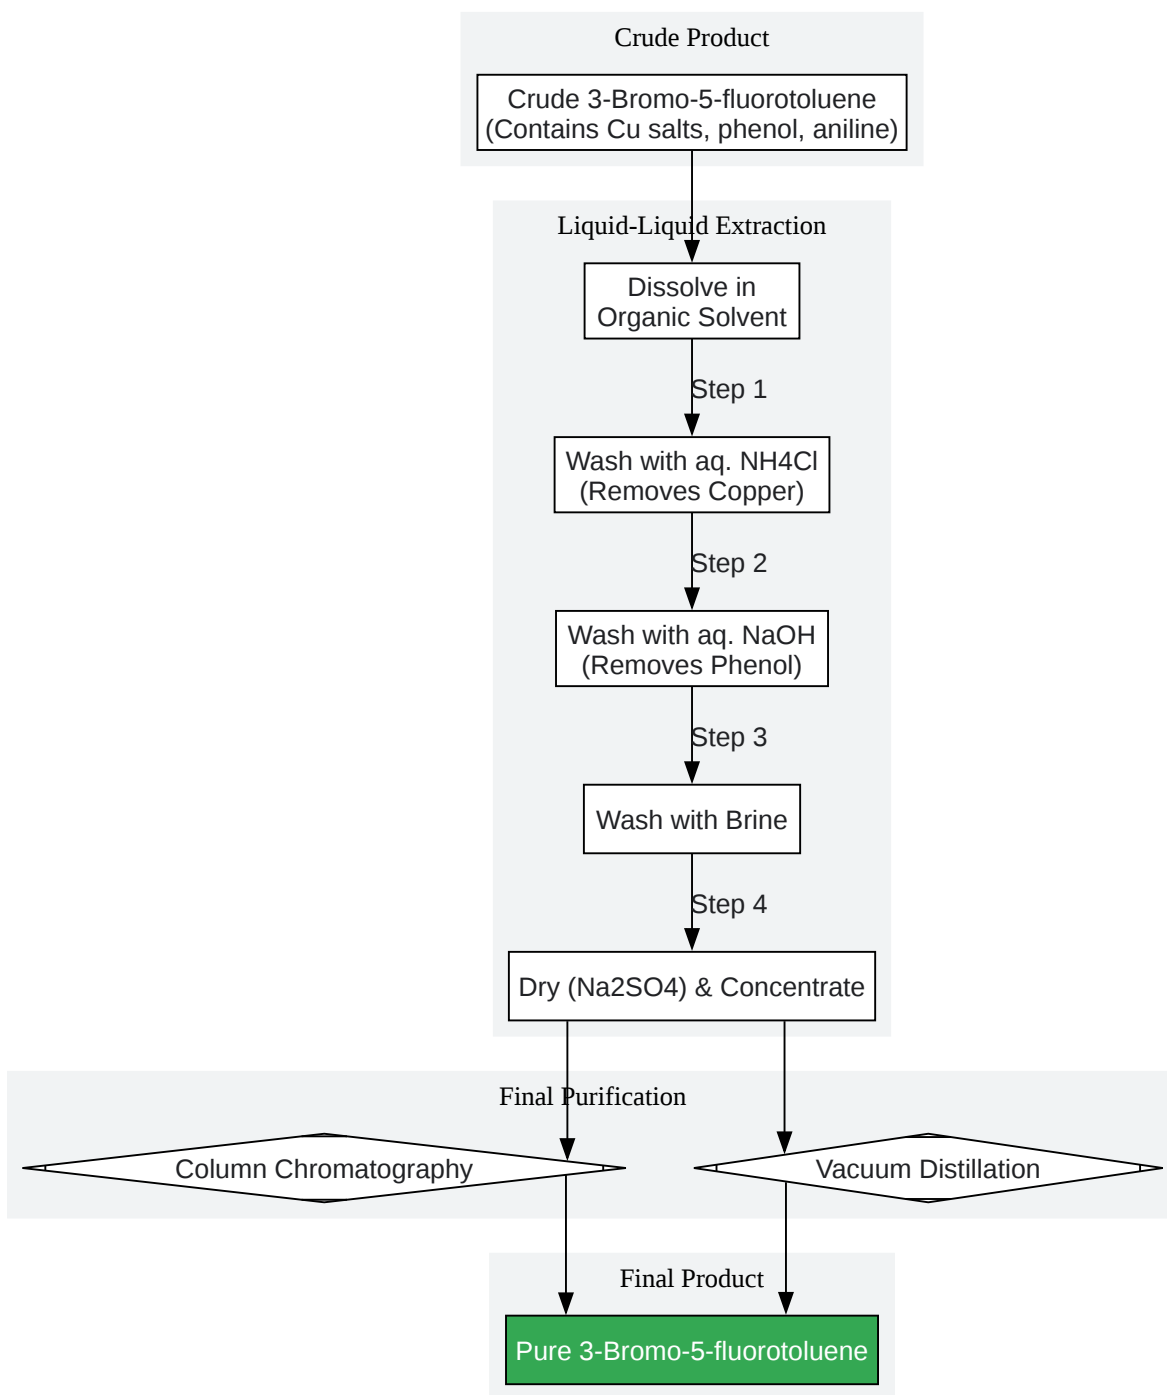 Crude Product
Crude 3-Bromo-5-fluorotoluene
(Contains Cu salts, phenol, aniline)
Liquid-Liquid Extraction
Dissolve in
Organic Solvent
Step 1
Wash with aq. NH4Cl
(Removes Copper)
Step 2
Wash with aq. NaOH
(Removes Phenol)
Step 3
Wash with Brine
Step 4
Dry (Na2SO4) & Concentrate
Final Purification
Column Chromatography
Vacuum Distillation
Final Product
Pure 3-Bromo-5-fluorotoluene